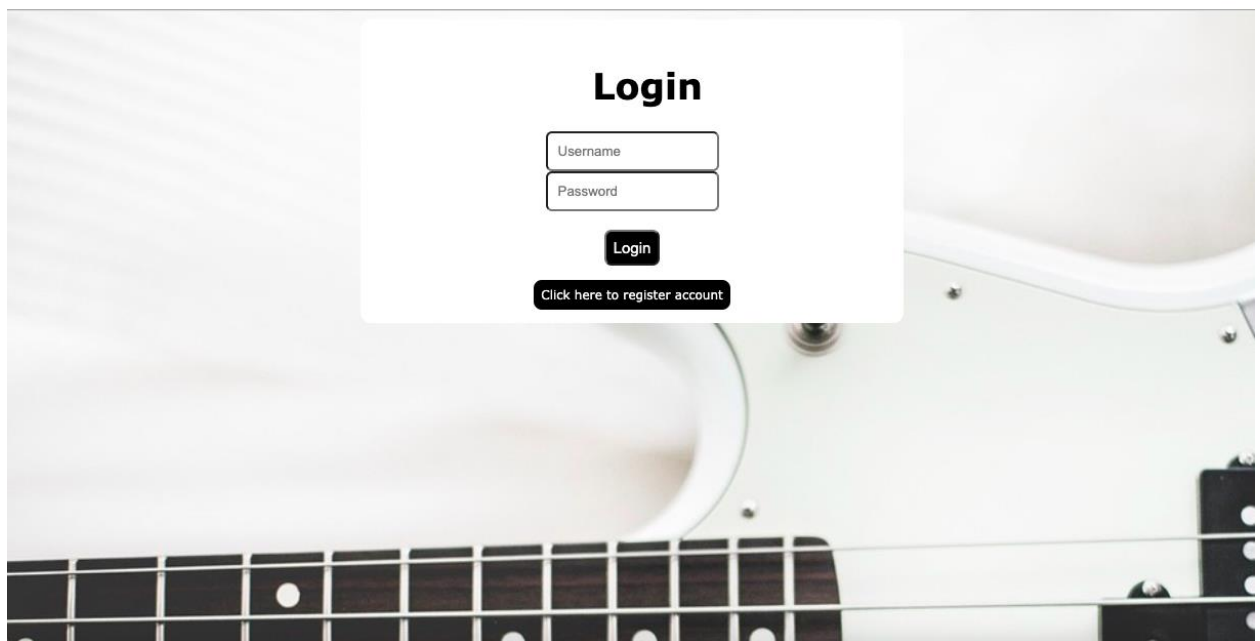 Login
Username
Password
Login
Click here to register account